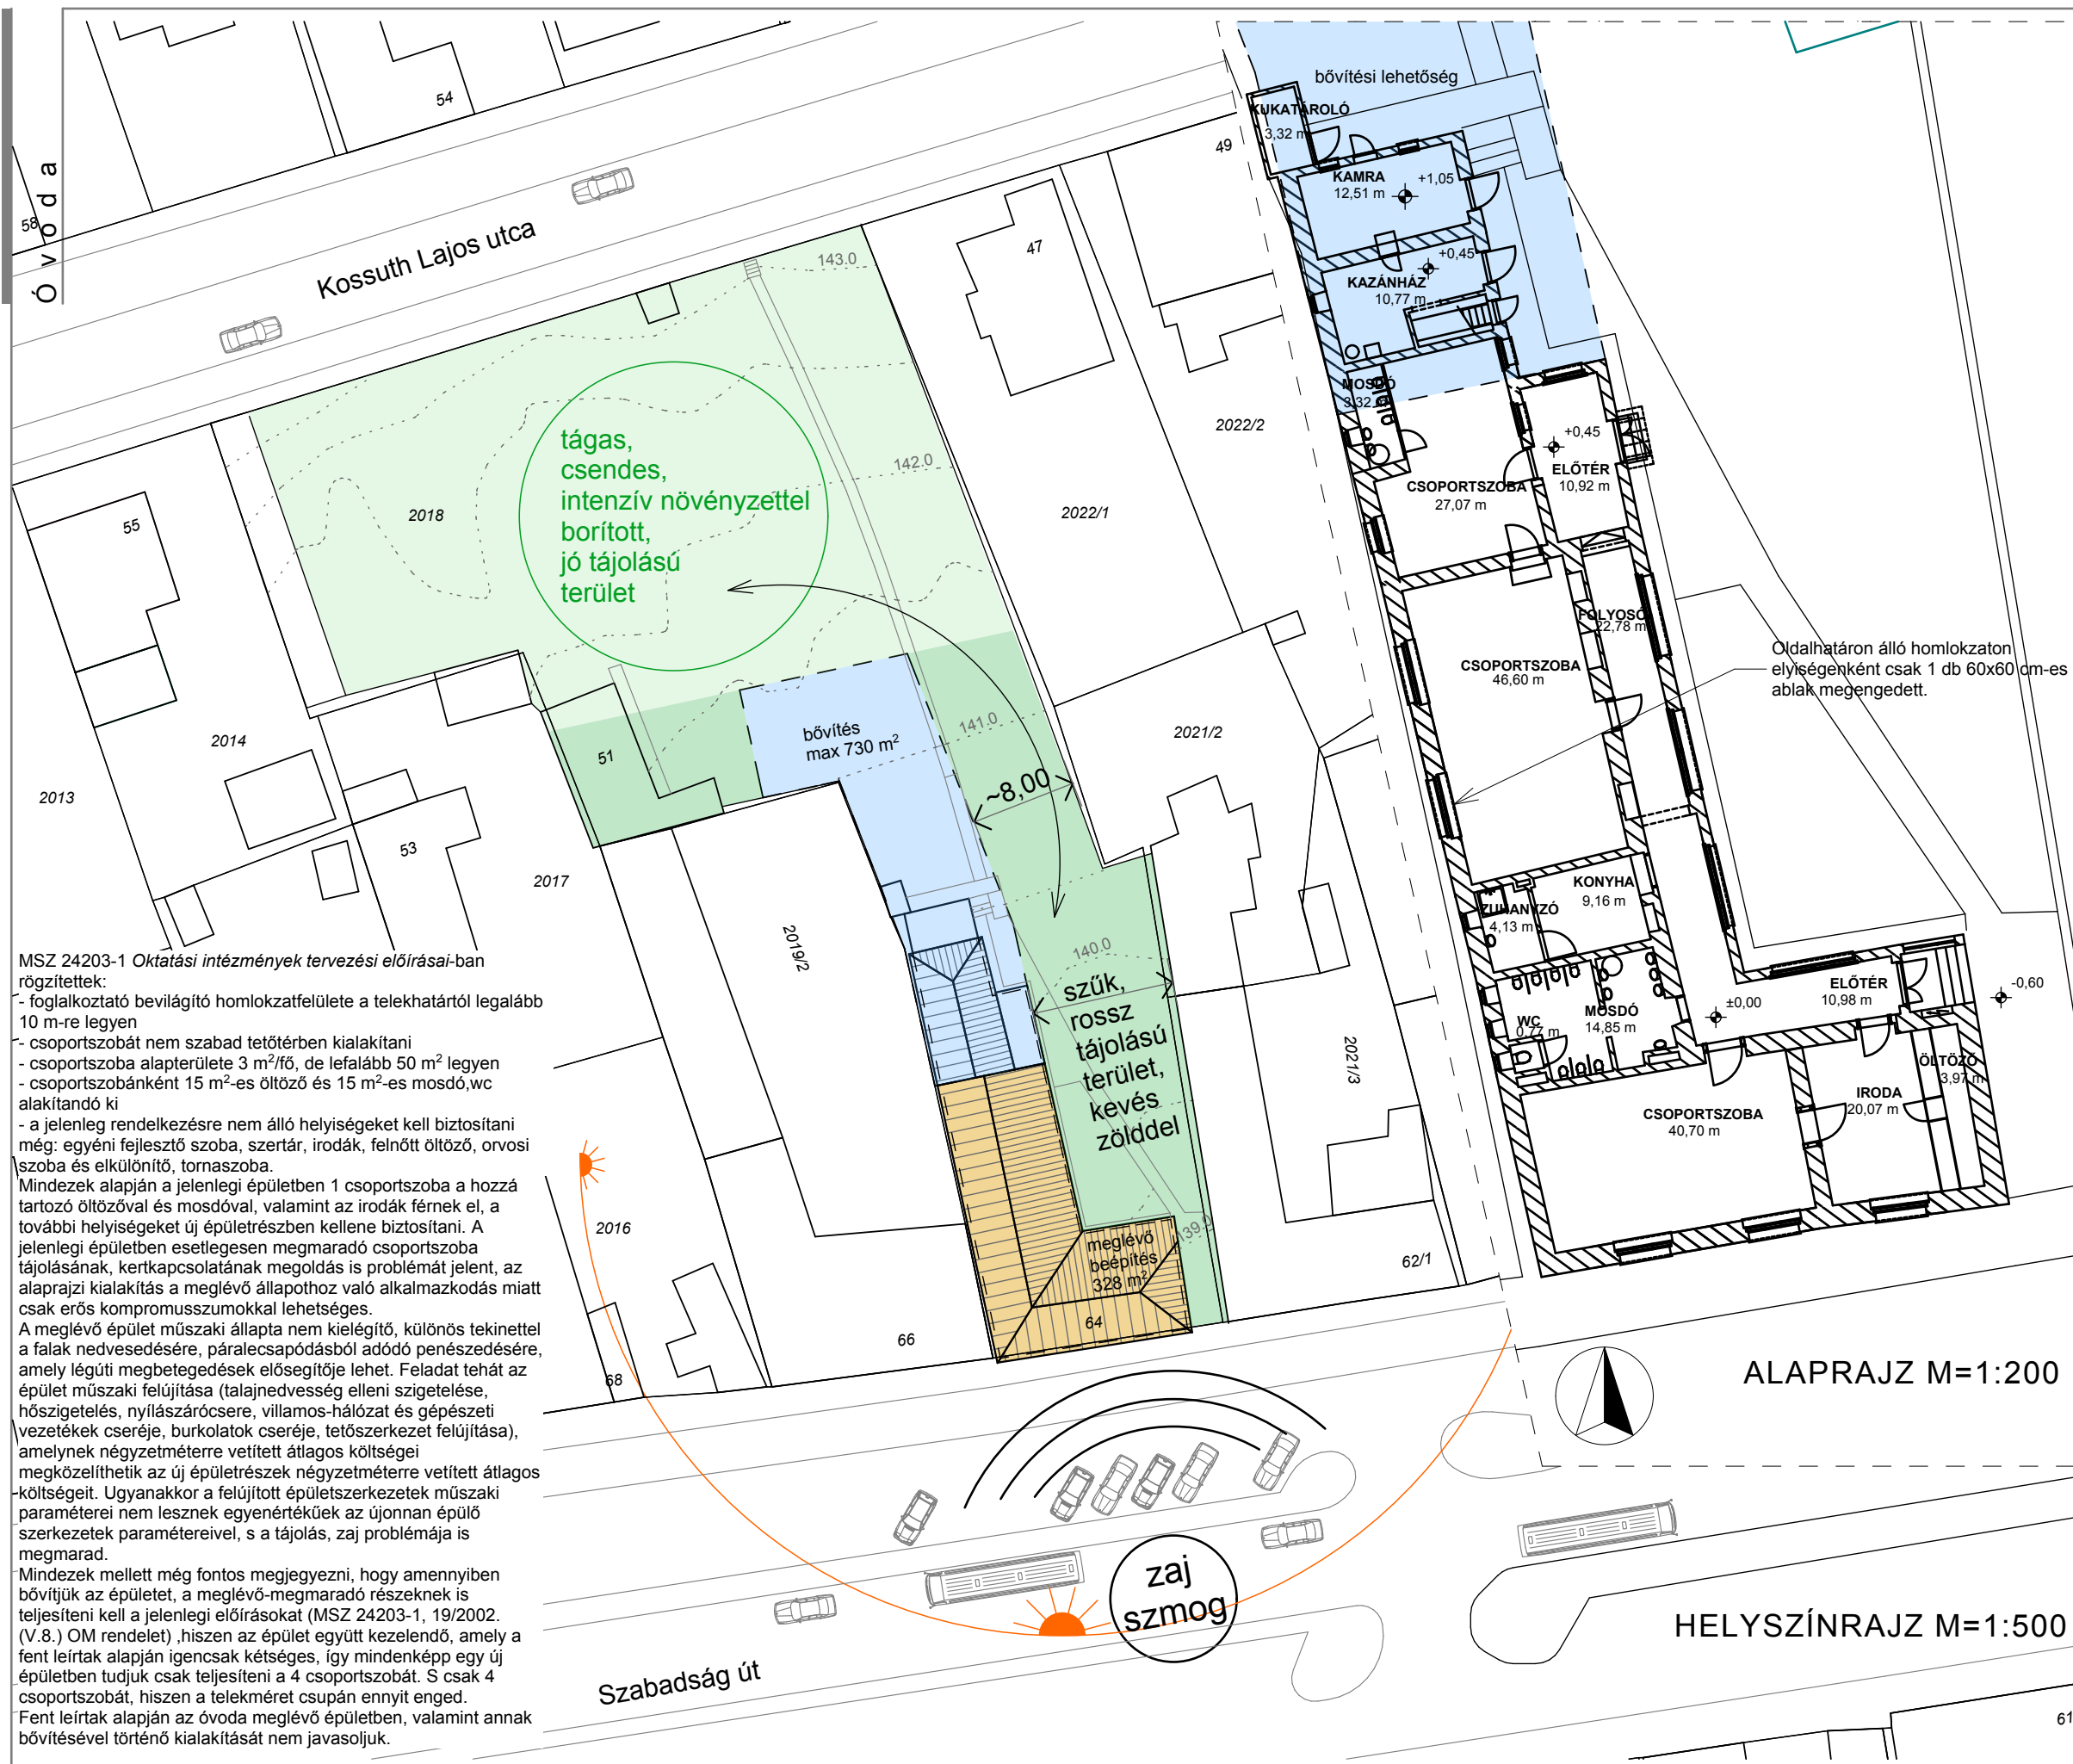 Óvoda
54
58
Kossuth Lajos utca
49
47
143.0
142.0
2022/2
2022/1
2018
55
tágas,
csendes,
intenzív növényzettel
borított,
jó tájolású
terület
2014
2013
51
53
2017
bővítés
max 730 m²
141.0
~8,00
2021/2
2019/2
140.0
szűk,
rossz
tájolású
terület,
kevés
zölddel
2021/3
139.0
meglévő
beépítés
328 m²
64
62/1
2016
66
68
zaj
szmog
Szabadság út
61
bővítési lehetőség
KUKATÁROLÓ
3,32 m
KAMRA
12,51 m
+1,05
+0,45
KAZÁNHÁZ
10,77 m
MOSDÓ
3,32 m
+0,45
ELŐTÉR
10,92 m
CSOPORTSZOBA
27,07 m
FOLYOSÓ
22,78 m
CSOPORTSZOBA
46,60 m
Oldalhatáron álló homlokzaton
elyiségenként csak 1 db 60x60 cm-es
ablak megengedett.
KONYHA
9,16 m
ZUHANYZÓ
4,13 m
ELŐTÉR
10,98 m
-0,60
±0,00
WC
0,77 m
MOSDÓ
14,85 m
ÖLTÖZŐ
3,97 m
IRODA
20,07 m
CSOPORTSZOBA
40,70 m
ALAPRAJZ M=1:200
HELYSZÍNRAJZ M=1:500
MSZ 24203-1 Oktatási intézmények tervezési előírásai-ban
rögzítettek:
- foglalkoztató bevilágító homlokzatfelülete a telekhatártól legalább
10 m-re legyen
- csoportszobát nem szabad tetőtérben kialakítani
- csoportszoba alapterülete 3 m²/fő, de lefalább 50 m² legyen
- csoportszobánként 15 m²-es öltöző és 15 m²-es mosdó,wc
alakítandó ki
- a jelenleg rendelkezésre nem álló helyiségeket kell biztosítani
még: egyéni fejlesztő szoba, szertár, irodák, felnőtt öltöző, orvosi
szoba és elkülönítő, tornaszoba.
Mindezek alapján a jelenlegi épületben 1 csoportszoba a hozzá
tartozó öltözőval és mosdóval, valamint az irodák férnek el, a
további helyiségeket új épületrészben kellene biztosítani. A
jelenlegi épületben esetlegesen megmaradó csoportszoba
tájolásának, kertkapcsolatának megoldás is problémát jelent, az
alaprajzi kialakítás a meglévő állapothoz való alkalmazkodás miatt
csak erős kompromusszumokkal lehetséges.
A meglévő épület műszaki állapta nem kielégítő, különös tekinettel
a falak nedvesedésére, páralecsapódásból adódó penészedésére,
amely légúti megbetegedések elősegítője lehet. Feladat tehát az
épület műszaki felújítása (talajnedvesség elleni szigetelése,
hőszigetelés, nyílászárócsere, villamos-hálózat és gépészeti
vezetékek cseréje, burkolatok cseréje, tetőszerkezet felújítása),
amelynek négyzetméterre vetített átlagos költségei
megközelíthetik az új épületrészek négyzetméterre vetített átlagos
költségeit. Ugyanakkor a felújított épületszerkezetek műszaki
paraméterei nem lesznek egyenértékűek az újonnan épülő
szerkezetek paramétereivel, s a tájolás, zaj problémája is
megmarad.
Mindezek mellett még fontos megjegyezni, hogy amennyiben
bővítjük az épületet, a meglévő-megmaradó részeknek is
teljesíteni kell a jelenlegi előírásokat (MSZ 24203-1, 19/2002.
(V.8.) OM rendelet) ,hiszen az épület együtt kezelendő, amely a
fent leírtak alapján igencsak kétséges, így mindenképp egy új
épületben tudjuk csak teljesíteni a 4 csoportszobát. S csak 4
csoportszobát, hiszen a telekméret csupán ennyit enged.
Fent leírtak alapján az óvoda meglévő épületben, valamint annak
bővítésével történő kialakítását nem javasoljuk.